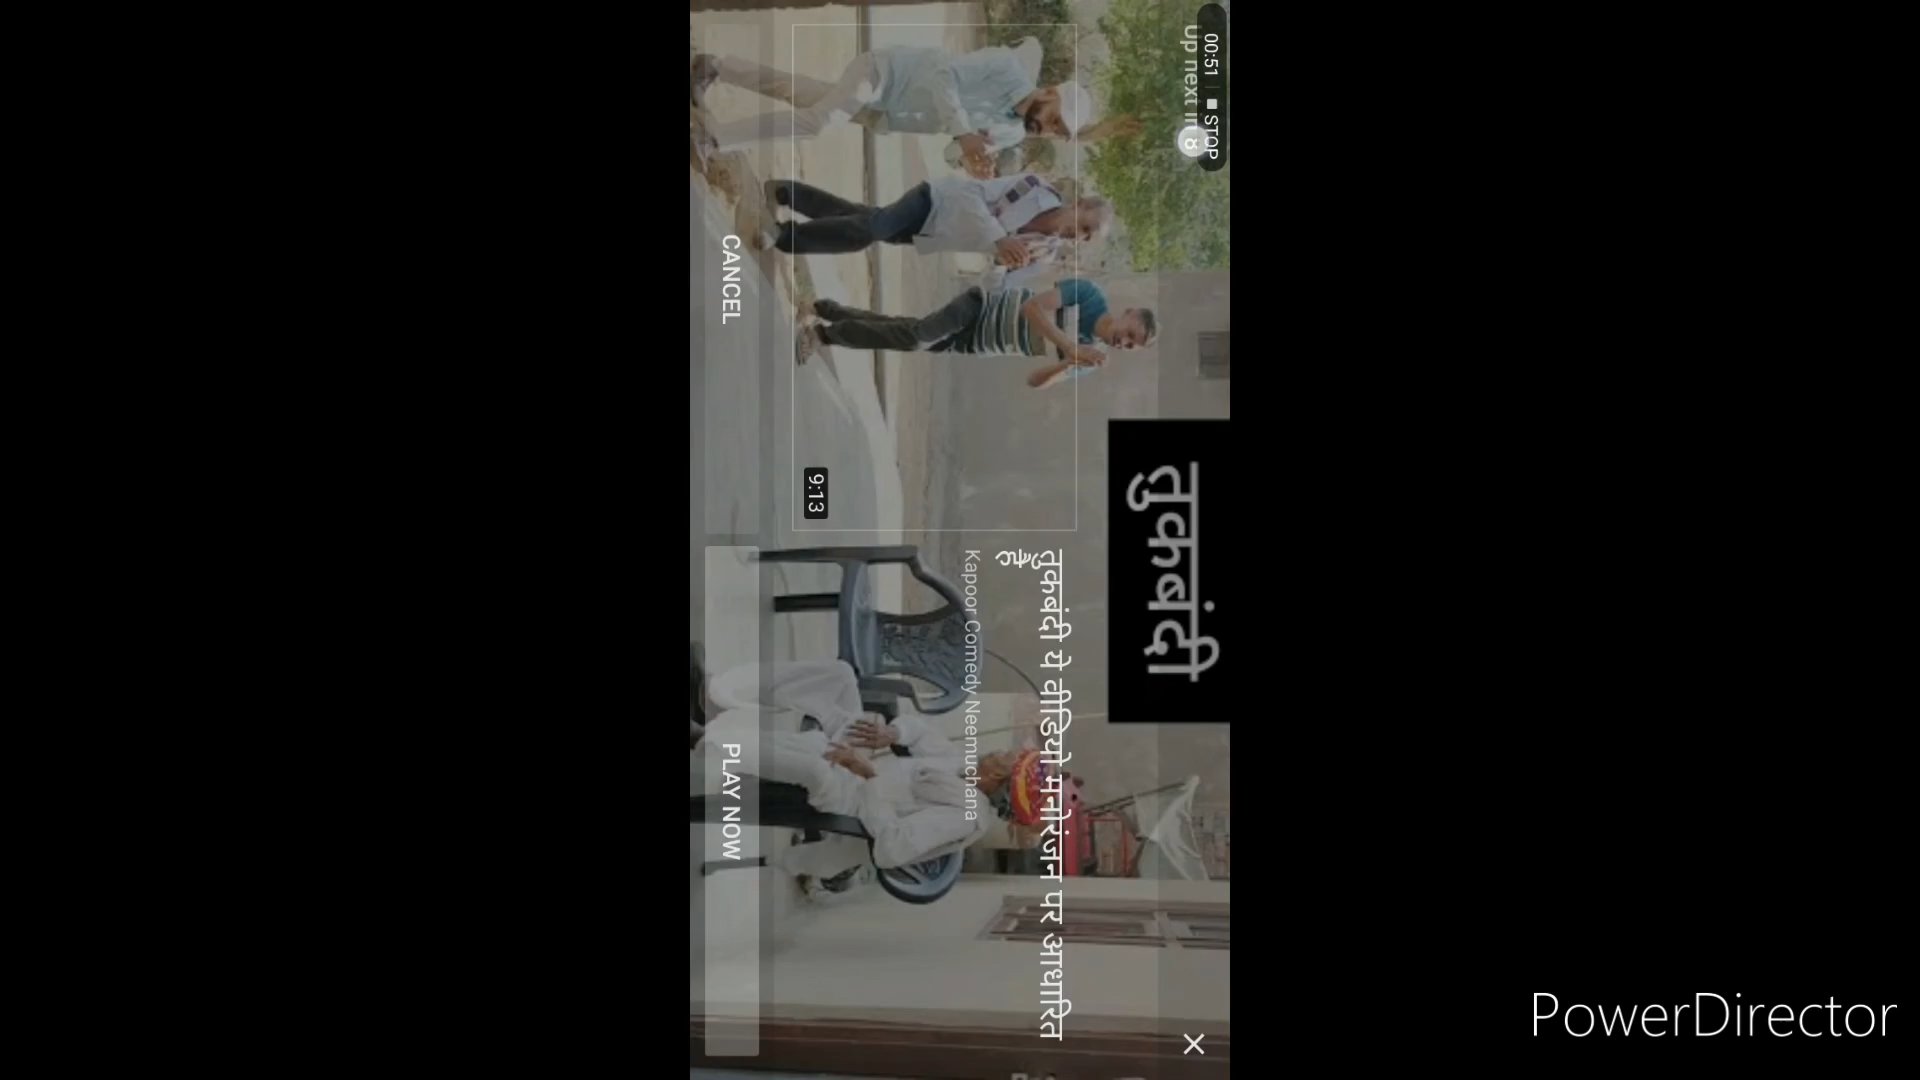 00:51 STOP
Up next in 8
तुकबंदी
तुकबंदी ये वीडियो मनोरंजन पर आधारित
है
Kapoor Comedy Neemuchana
9:13
CANCEL
PLAY NOW
PowerDirector